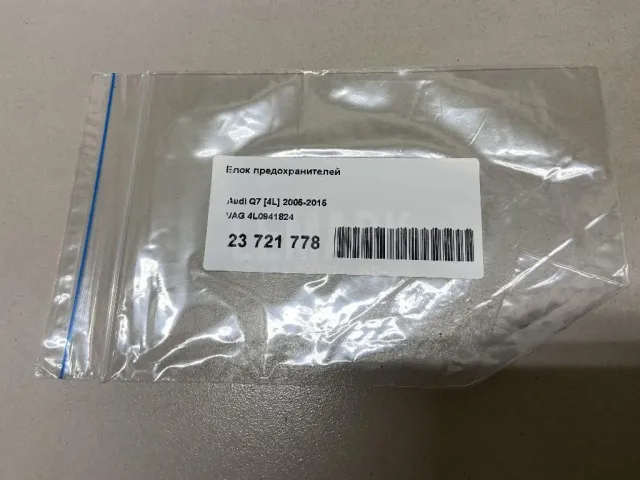 Блок предохранителей
Audi Q7 [4L] 2005-2015
VAG 4L0941824
23 721 778